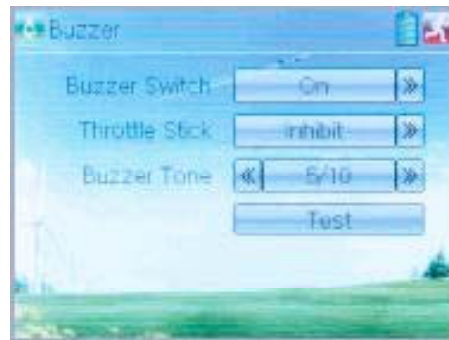 Buzzer
Buzzer Switch On
Throttle Stick Inhibit
Buzzer Tone 5/10
Test